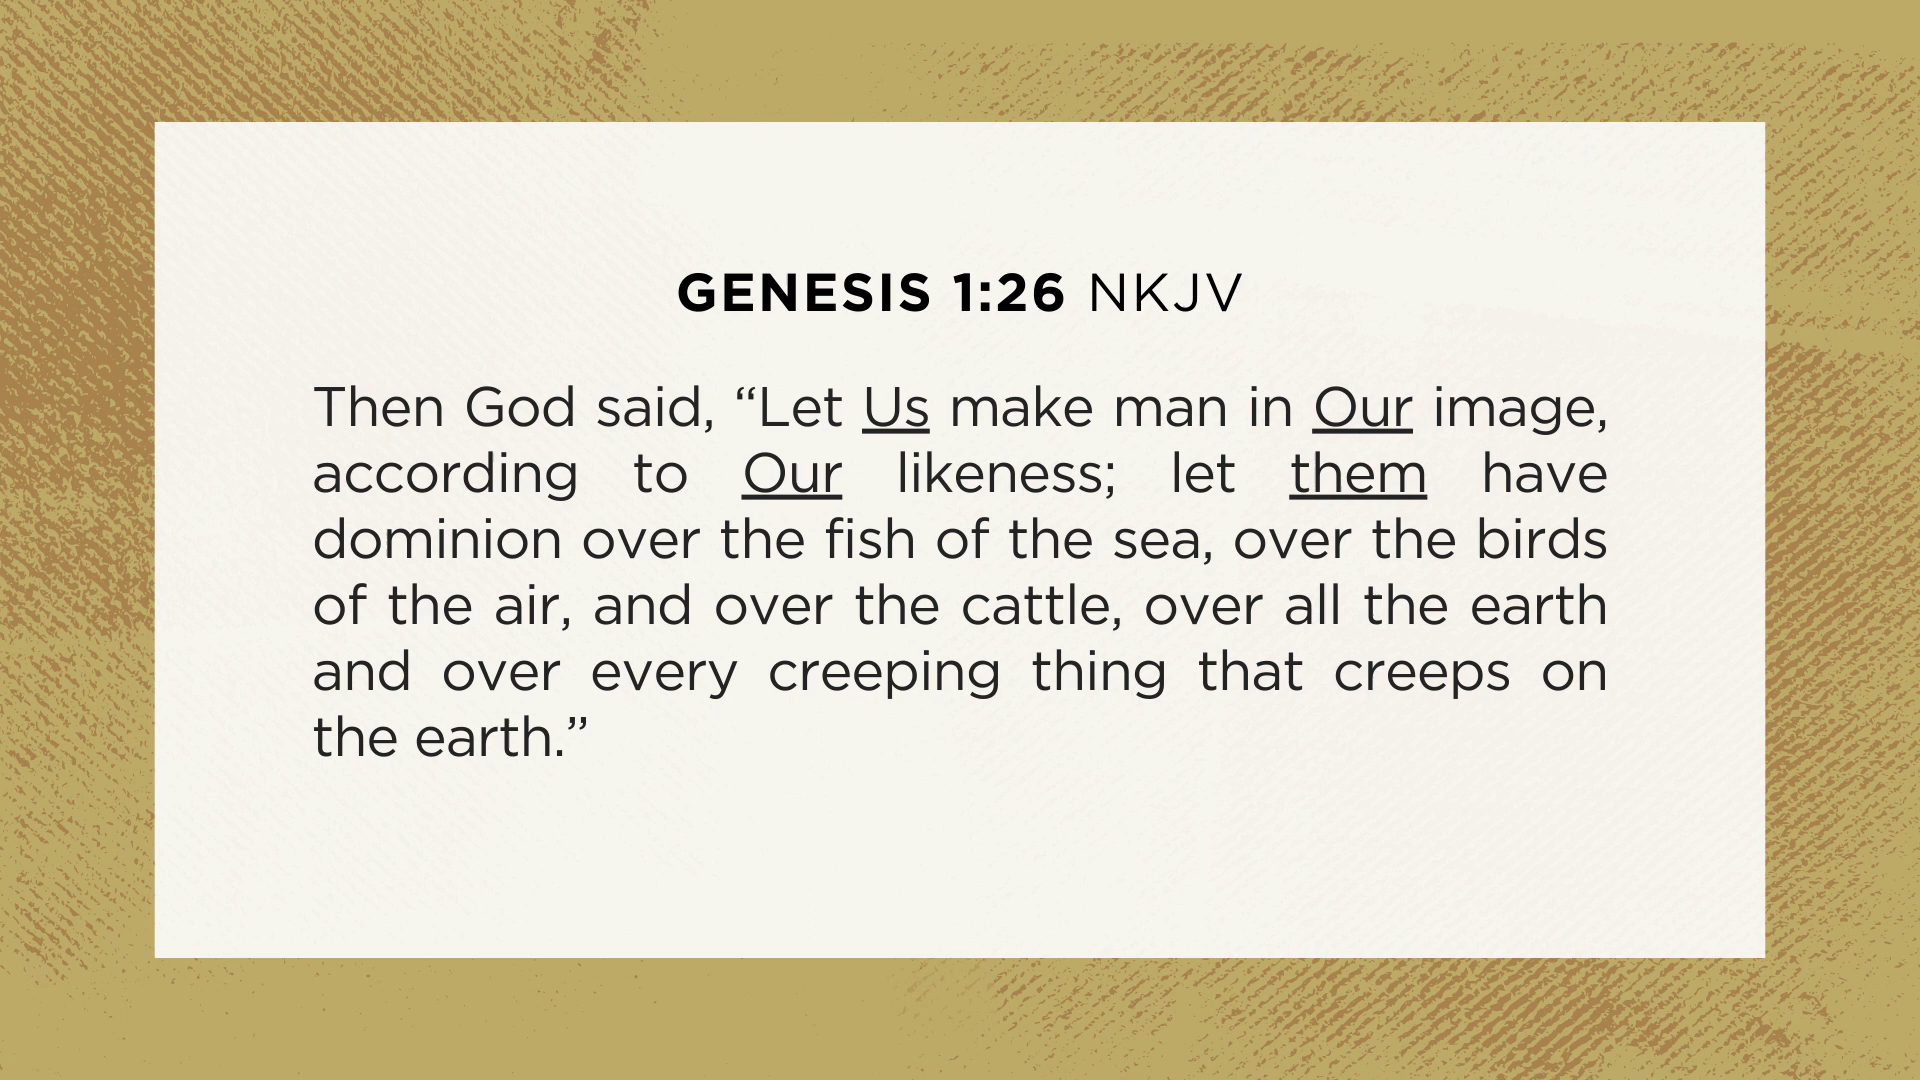 GENESIS 1:26 NKJV
Then God said, “Let Us make man in Our image,
according to Our likeness; let them have
dominion over the fish of the sea, over the birds
of the air, and over the cattle, over all the earth
and over every creeping thing that creeps on
the earth.”